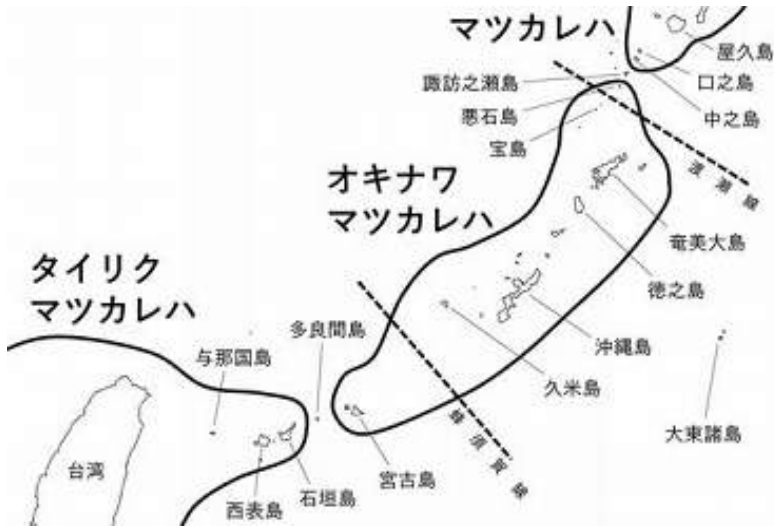 マツカレハ
屋久島
口之島
中之島
諏訪之瀬島
悪石島
宝島
渡瀬線
オキナワ
マツカレハ
奄美大島
徳之島
沖縄島
久米島
大東諸島
タイリク
マツカレハ
与那国島
多良間島
蜂須賀線
宮古島
石垣島
西表島
台湾